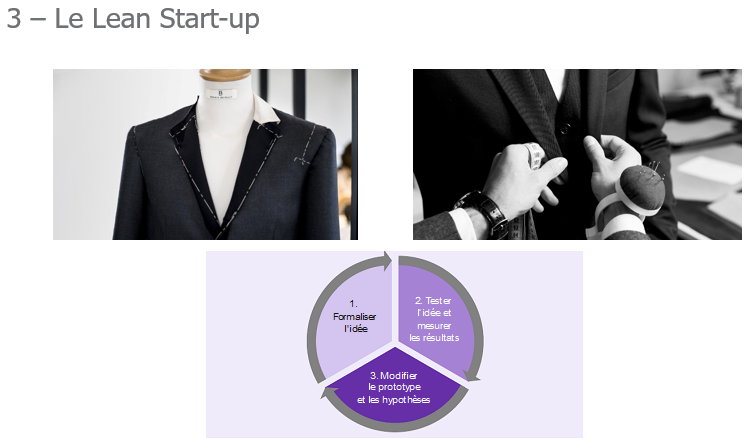 3 – Le Lean Start-up
1.
Formaliser
l'idée
2. Tester
l'idée et
mesurer
les résultats
3. Modifier
le prototype
et les hypothèses